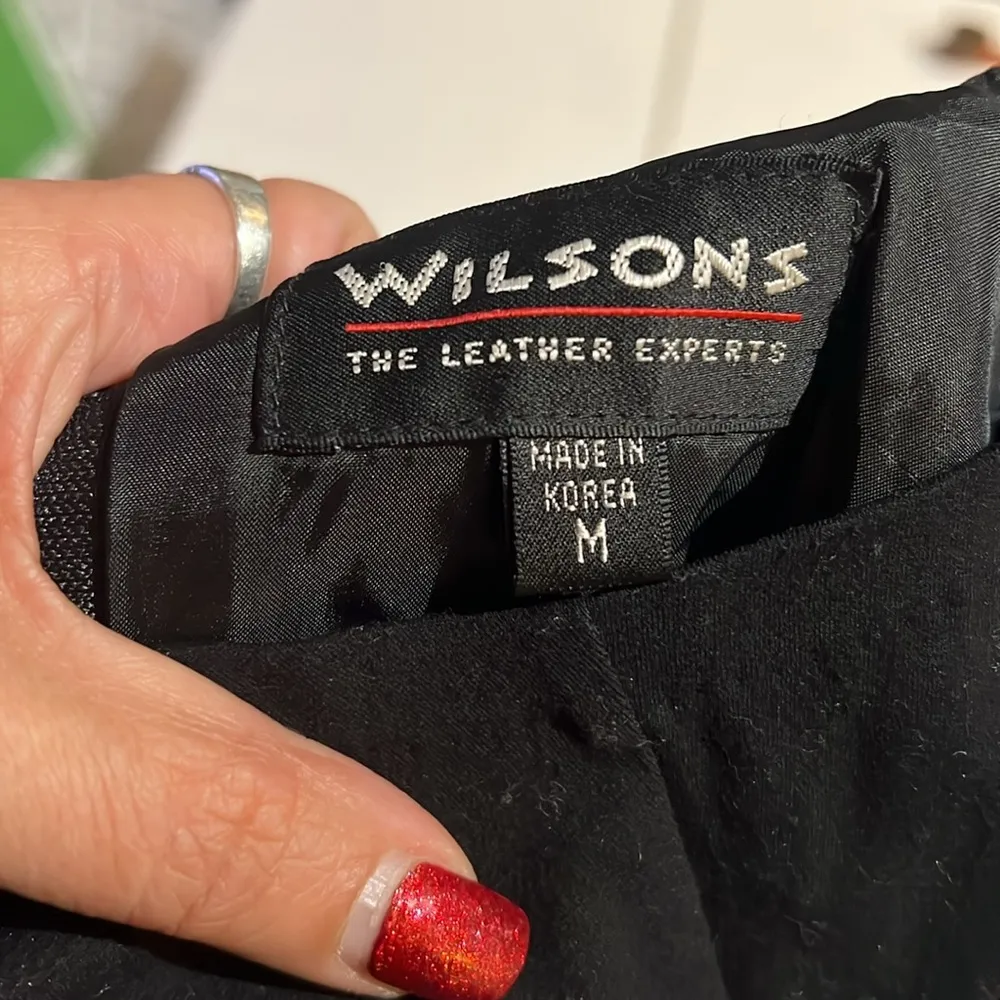 WILSONS
THE LEATHER EXPERTS
MADE IN
KOREA
M